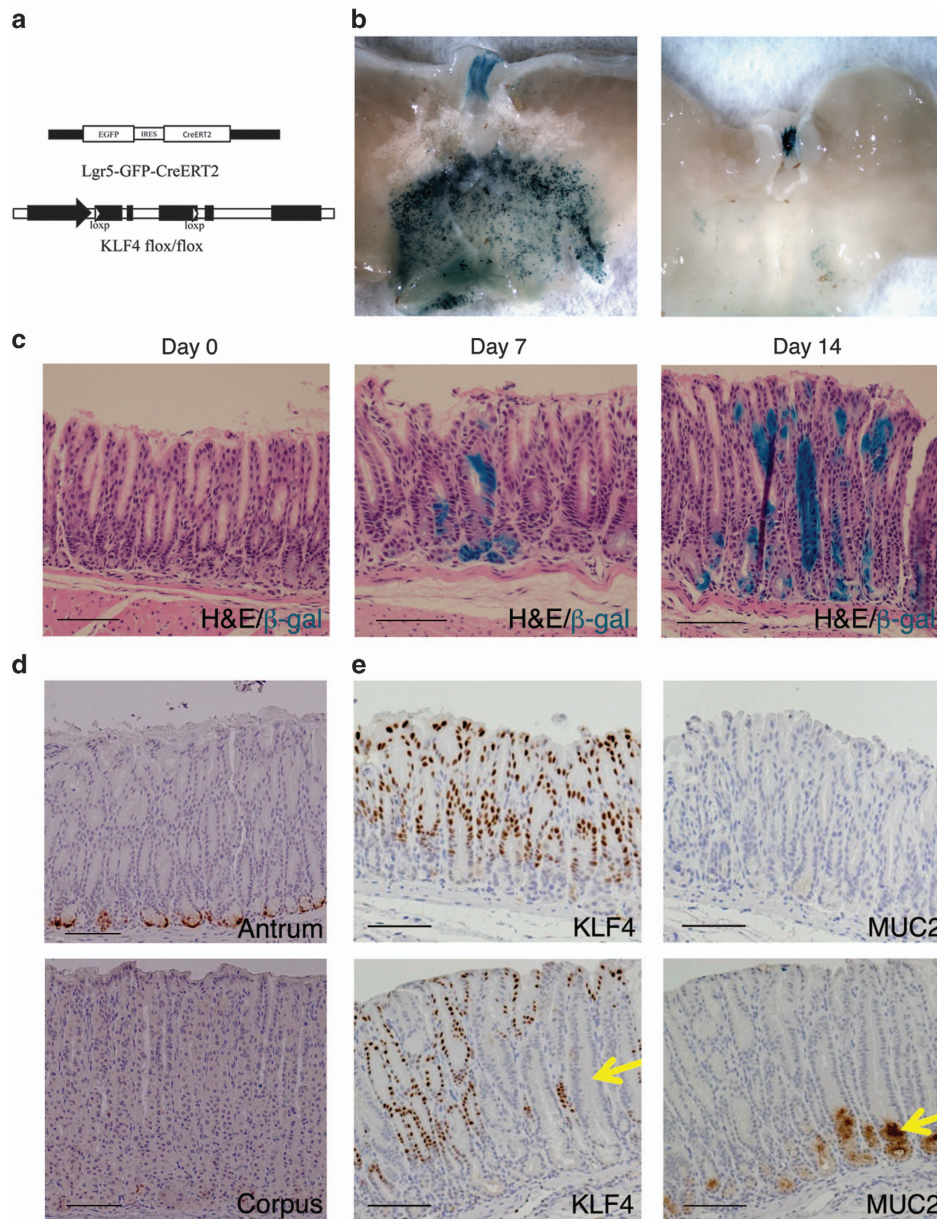 a
EGFP IRES CreERT2
Lgr5-GFP-CreERT2
loxp loxp
KLF4 flox/flox
b
c
Day 0 Day 7 Day 14
H&E/β-gal H&E/β-gal H&E/β-gal
d
e
Antrum KLF4 MUC2
Corpus KLF4 MUC2